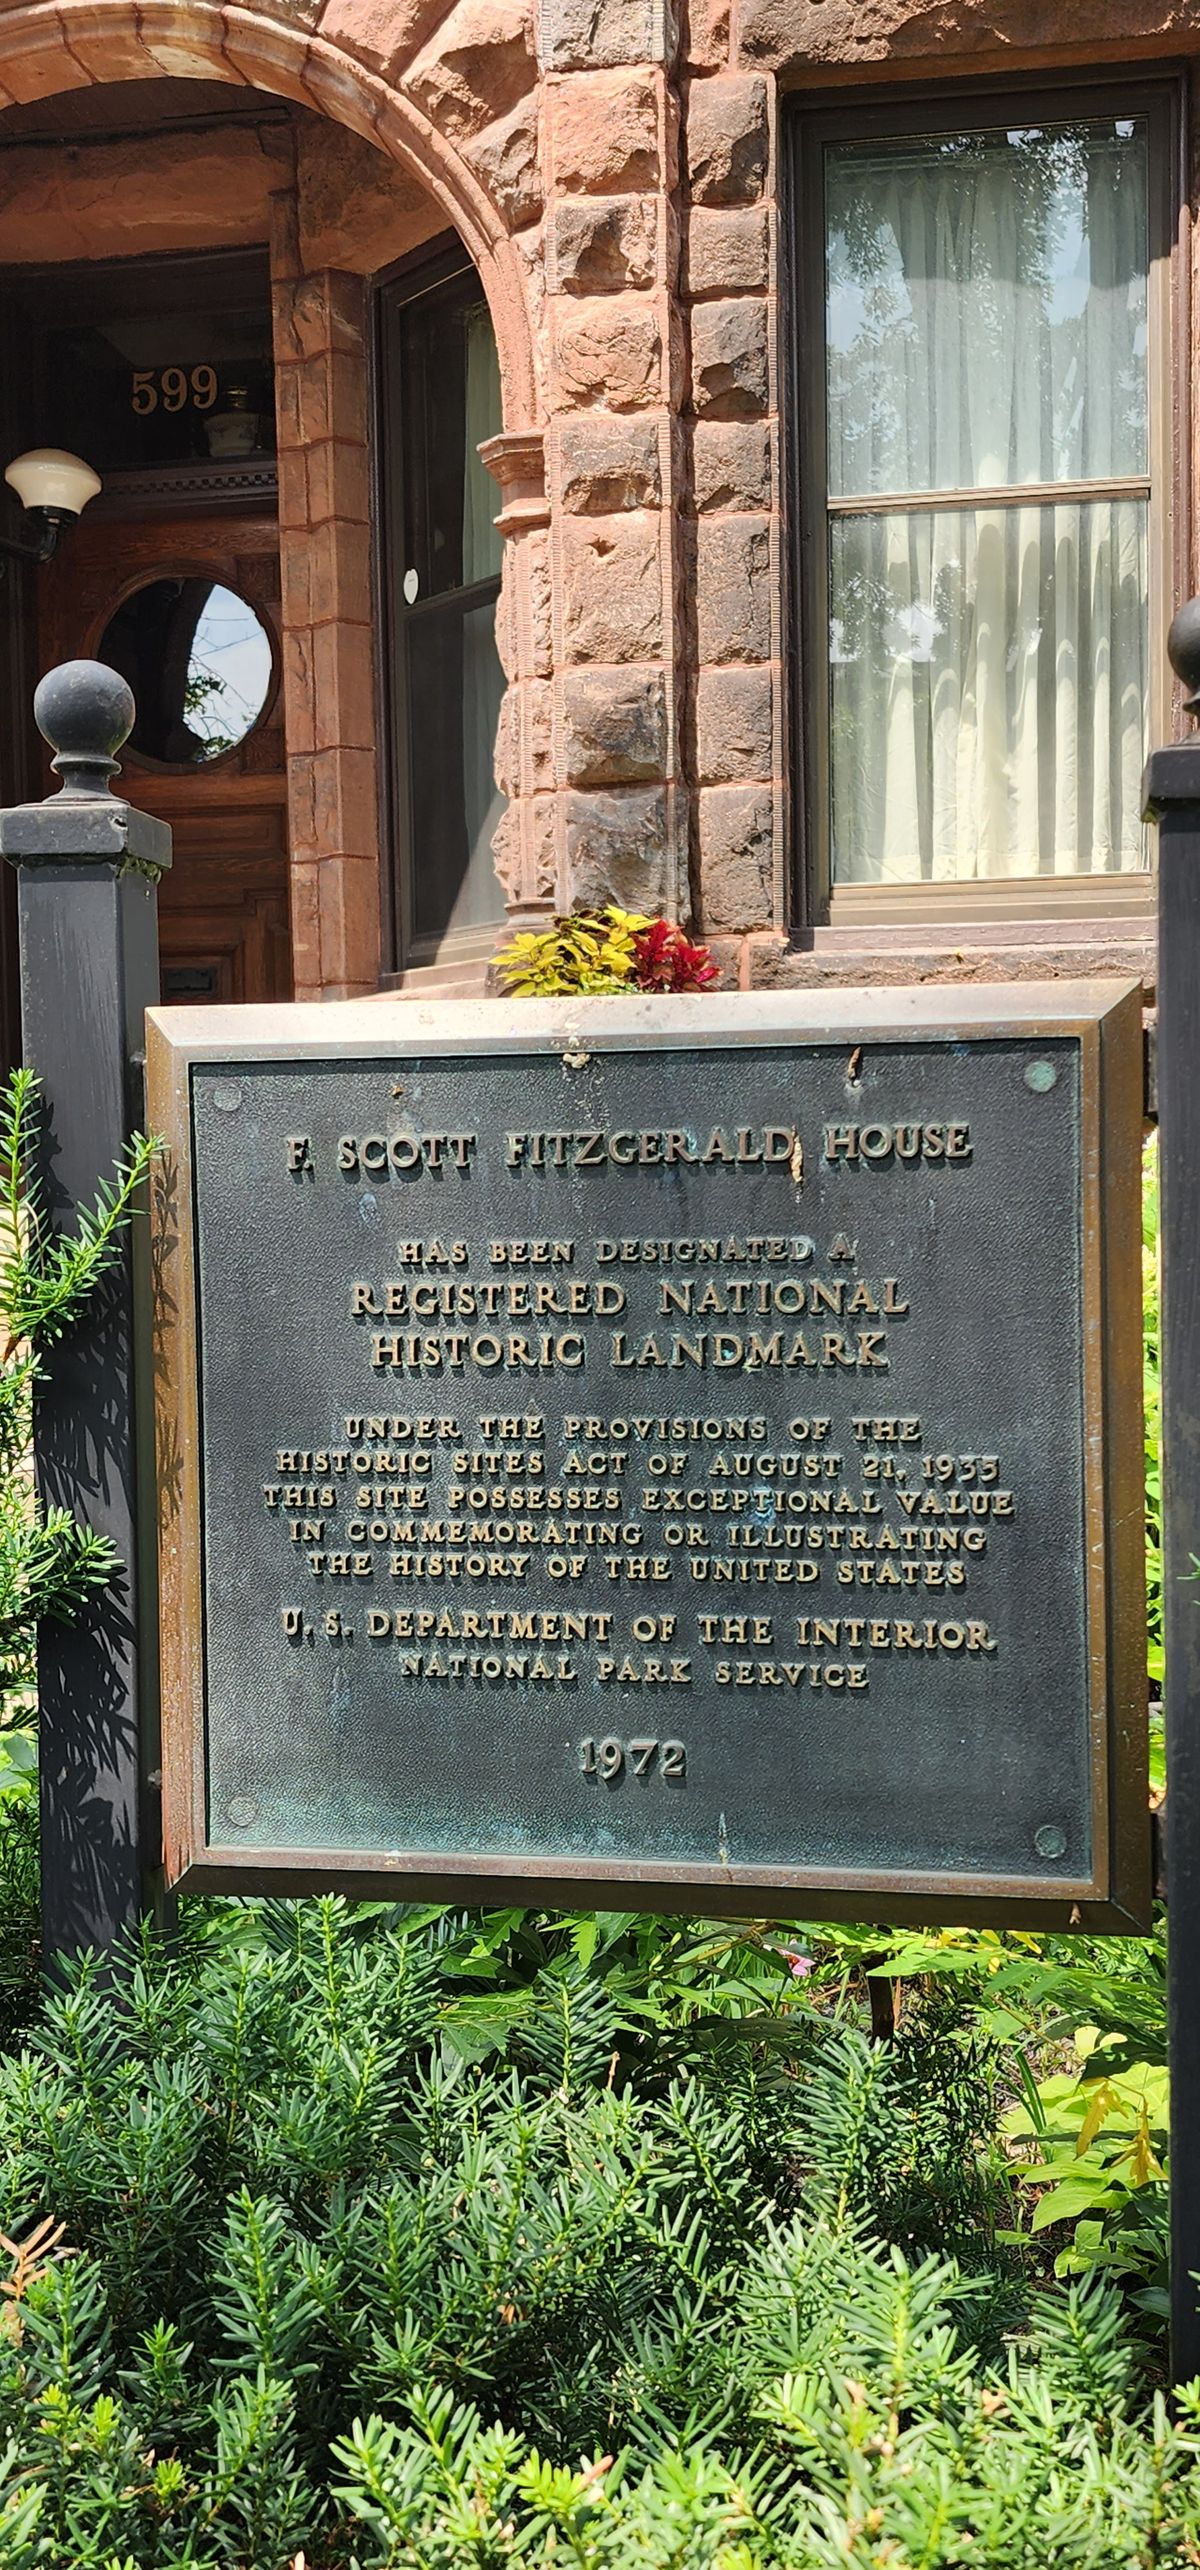 599
F. SCOTT FITZGERALD HOUSE
HAS BEEN DESIGNATED A
REGISTERED NATIONAL
HISTORIC LANDMARK
UNDER THE PROVISIONS OF THE
HISTORIC SITES ACT OF AUGUST 21, 1935
THIS SITE POSSESSES EXCEPTIONAL VALUE
IN COMMEMORATING OR ILLUSTRATING
THE HISTORY OF THE UNITED STATES
U. S. DEPARTMENT OF THE INTERIOR
NATIONAL PARK SERVICE
1972